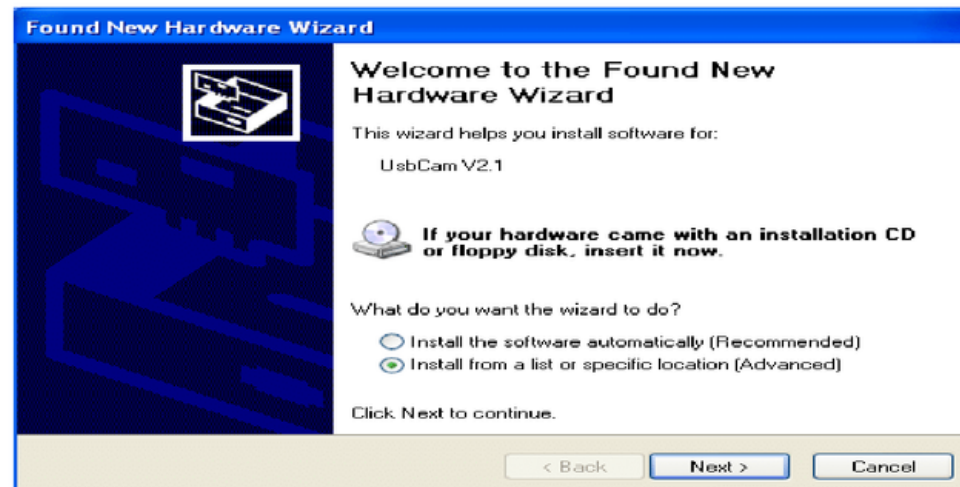 Found New Hardware Wizard
Welcome to the Found New
Hardware Wizard
This wizard helps you install software for:
UsbCam V2.1
If your hardware came with an installation CD
or floppy disk, insert it now.
What do you want the wizard to do?
Install the software automatically (Recommended)
Install from a list or specific location (Advanced)
Click Next to continue.
< Back Next > Cancel